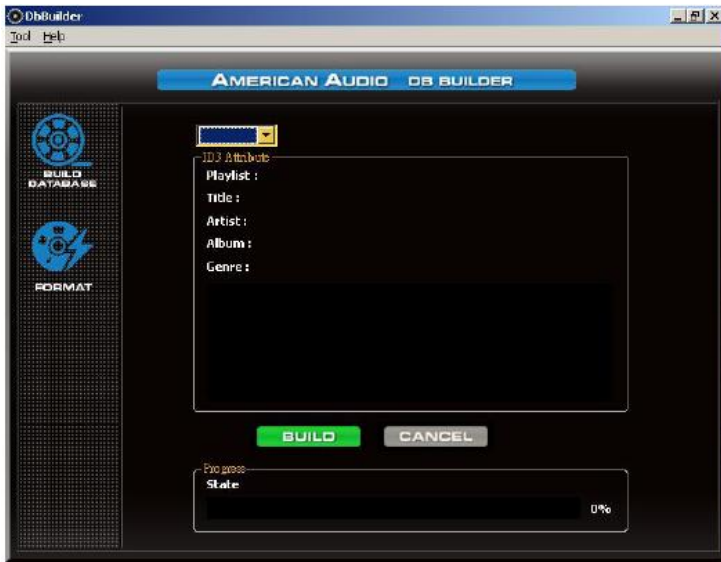 DbBuilder
Tool Help
AMERICAN AUDIO DB BUILDER
BUILD
DATABASE
FORMAT
ID3 Attribute
Playlist :
Title :
Artist :
Album :
Genre :
BUILD CANCEL
Progress
State
0%